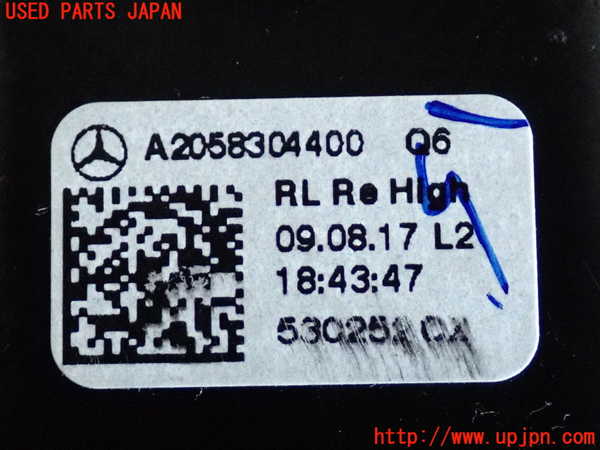 USED PARTS JAPAN
A2058304400 Q6
RL Re High
09.08.17 L2
18:43:47
http://www.upjpn.com